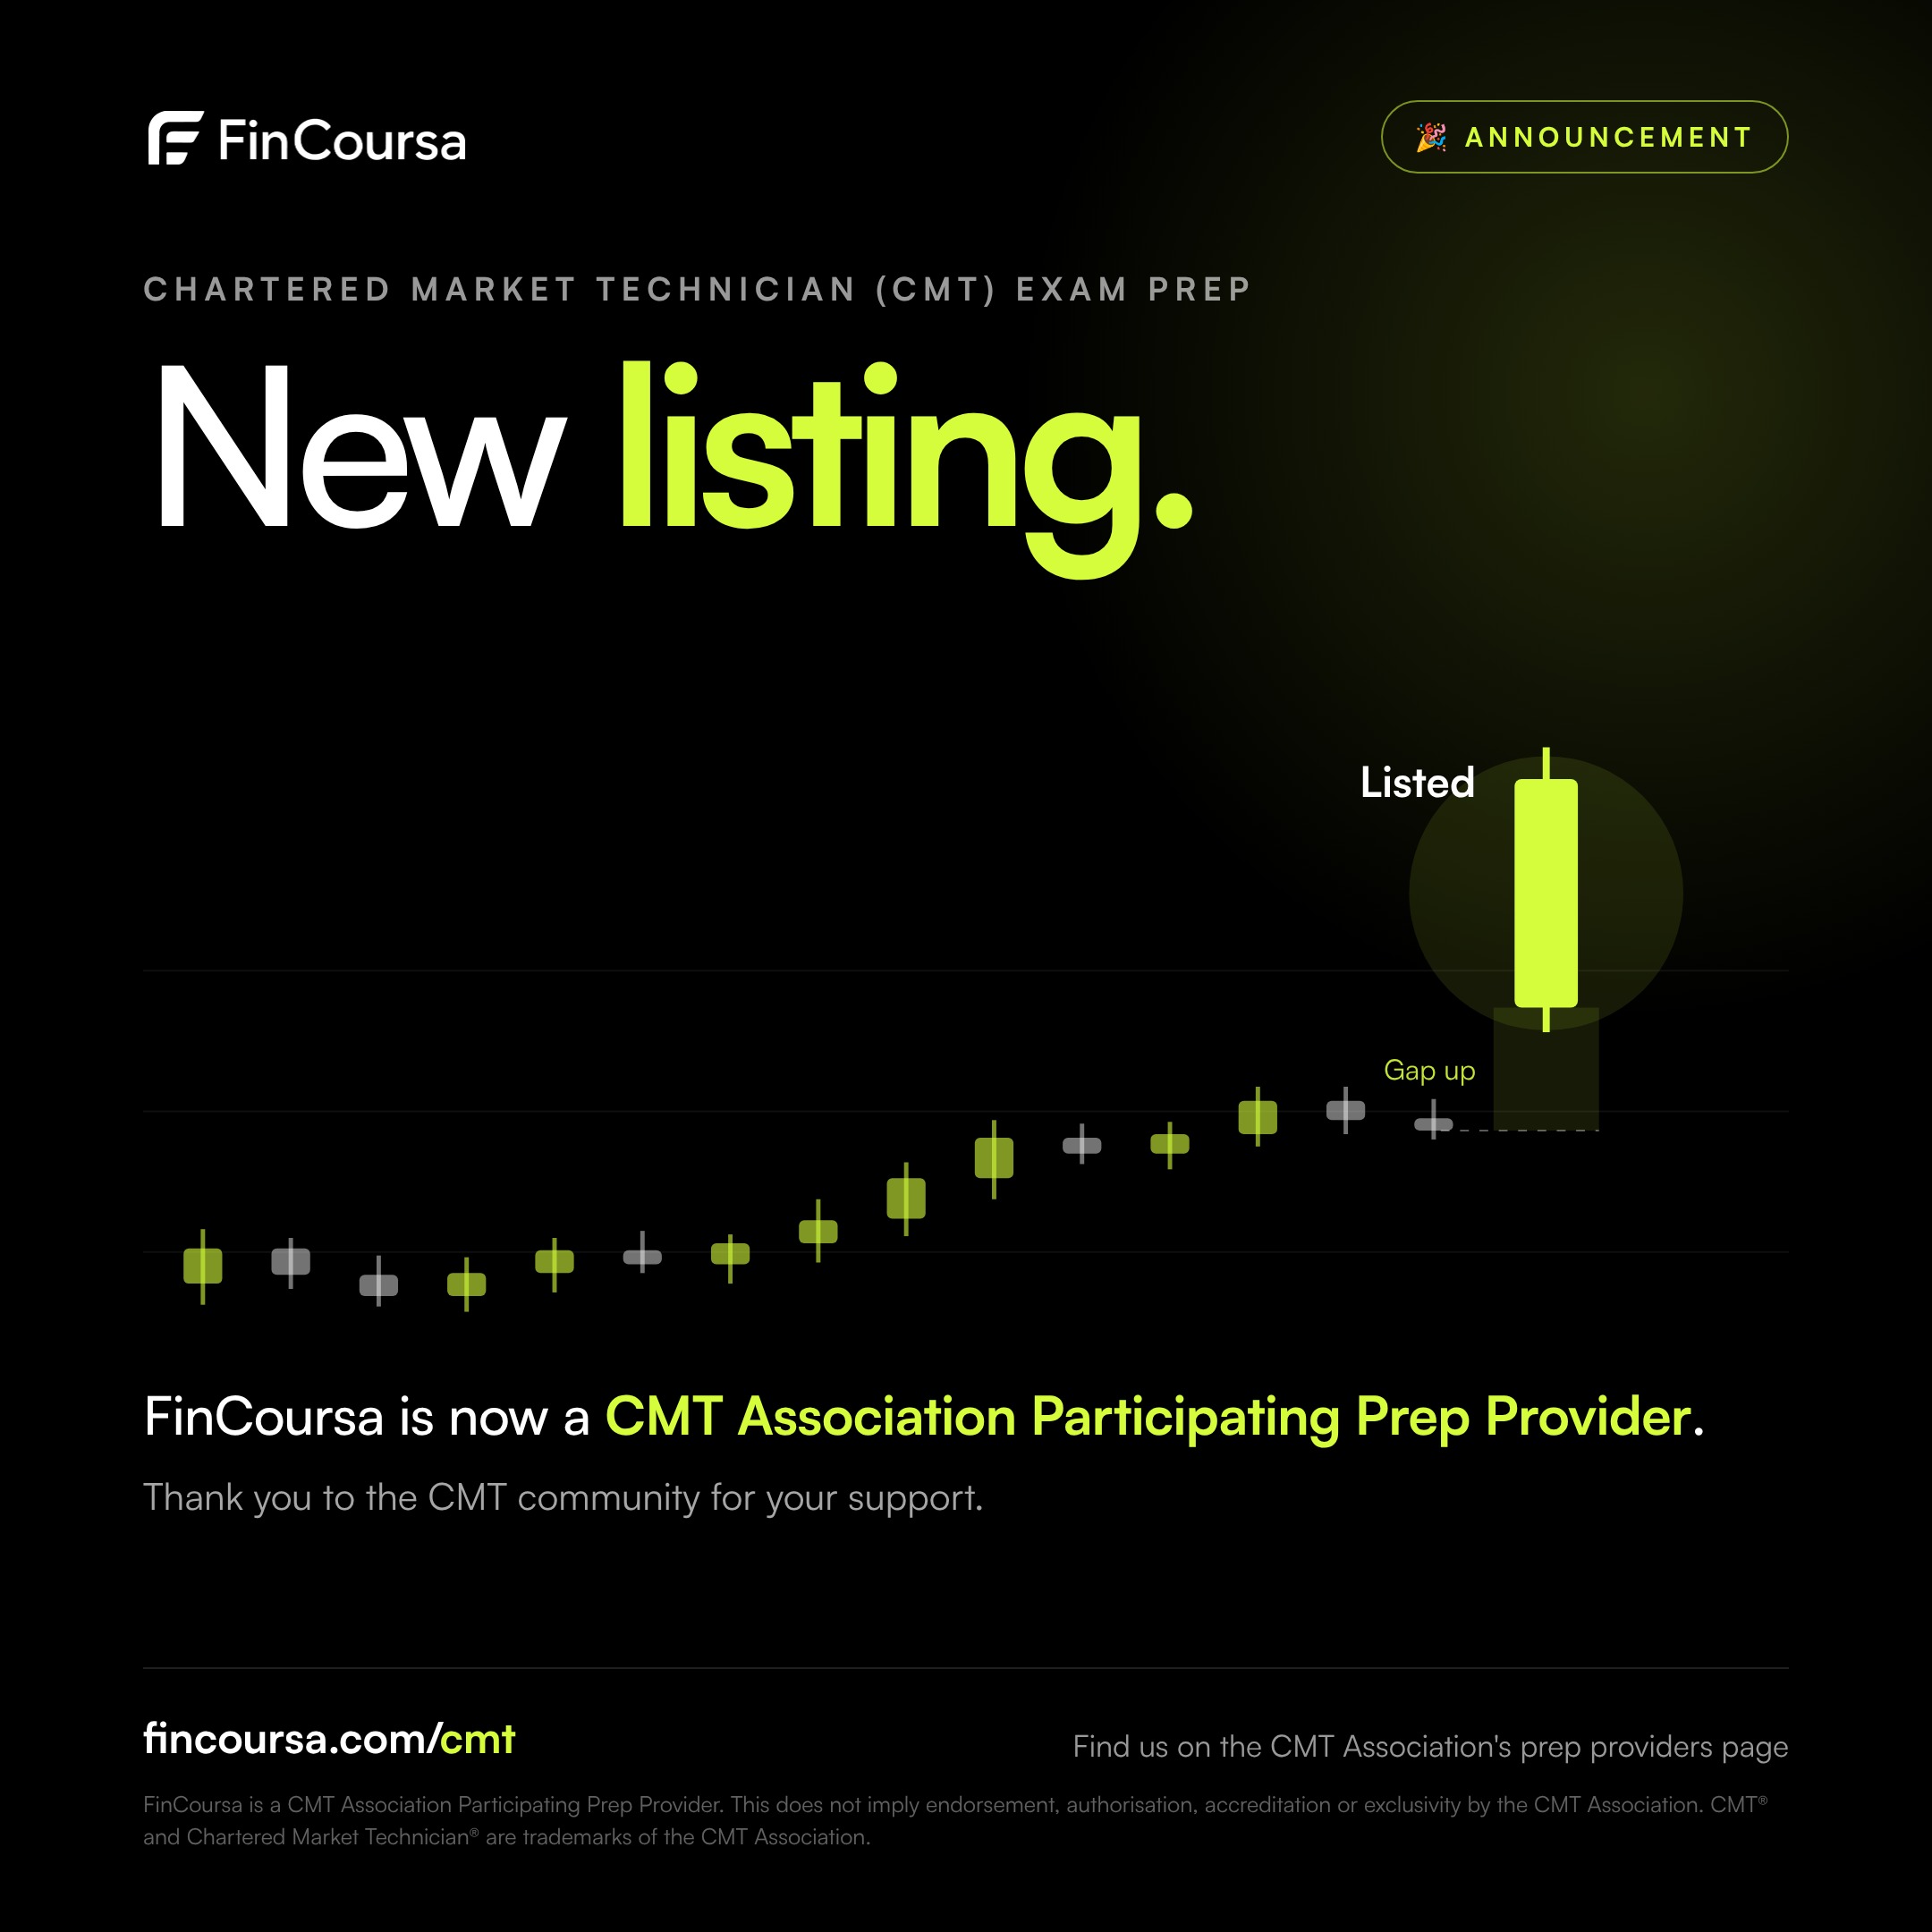 FinCoursa
🎉 ANNOUNCEMENT
CHARTERED MARKET TECHNICIAN (CMT) EXAM PREP
New listing.
Listed
Gap up
FinCoursa is now a CMT Association Participating Prep Provider.
Thank you to the CMT community for your support.
fincoursa.com/cmt
Find us on the CMT Association's prep providers page
FinCoursa is a CMT Association Participating Prep Provider. This does not imply endorsement, authorisation, accreditation or exclusivity by the CMT Association. CMT®
and Chartered Market Technician® are trademarks of the CMT Association.